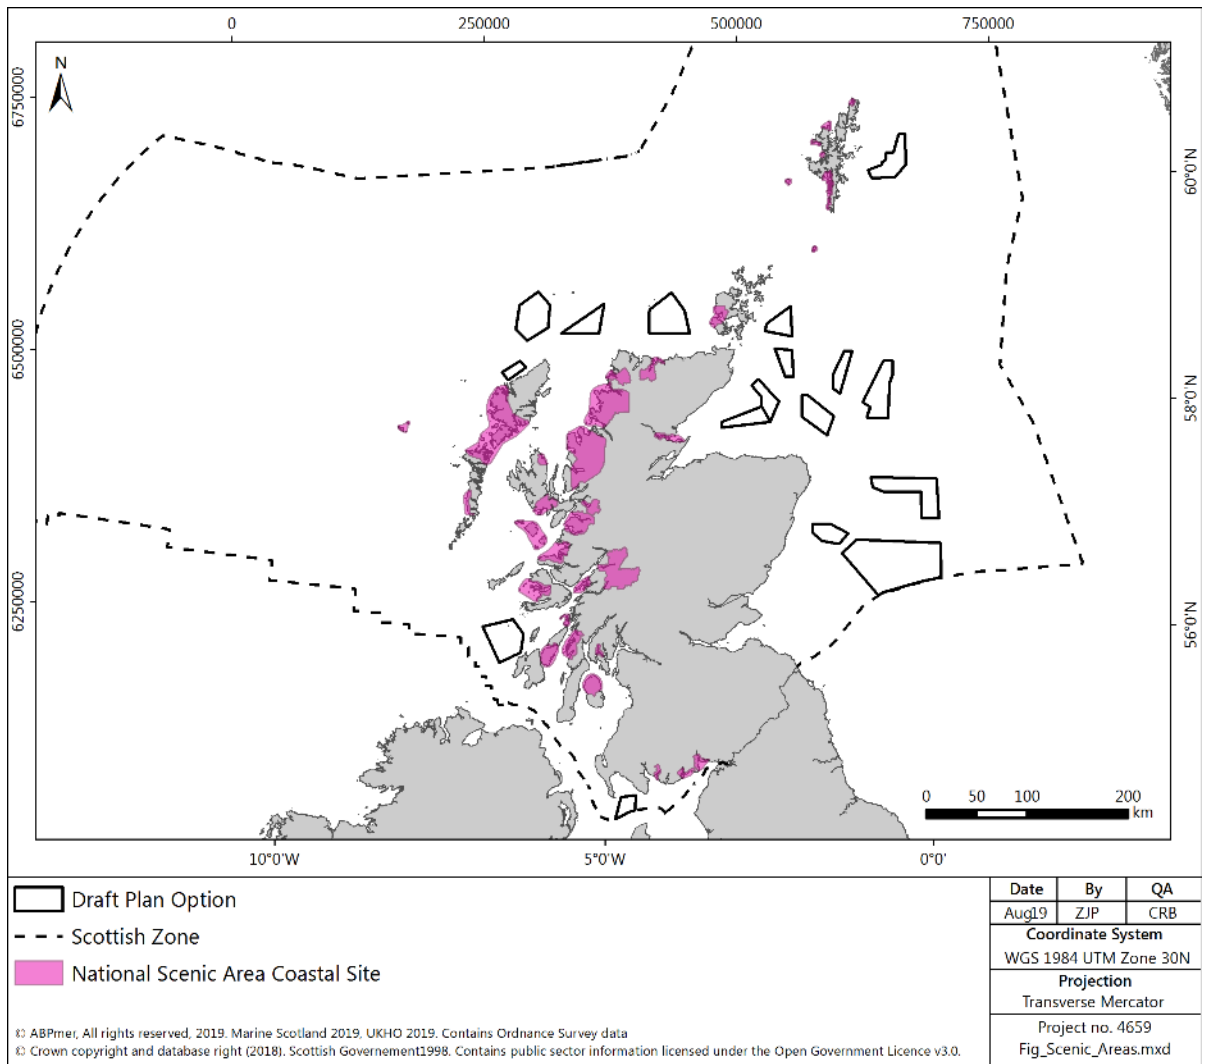 0 250000 500000 750000
N
6750000
6500000
6250000
60°0'N
58°0'N
56°0'N
0 50 100 200
km
10°0'W 5°0'W 0°0'
Draft Plan Option
Scottish Zone
National Scenic Area Coastal Site
Date By QA
Aug19 ZJP CRB
Coordinate System
WGS 1984 UTM Zone 30N
Projection
Transverse Mercator
Project no. 4659
Fig_Scenic_Areas.mxd
© ABPmer, All rights reserved, 2019. Marine Scotland 2019, UKHO 2019. Contains Ordnance Survey data
© Crown copyright and database right (2018). Scottish Governement1998. Contains public sector information licensed under the Open Government Licence v3.0.